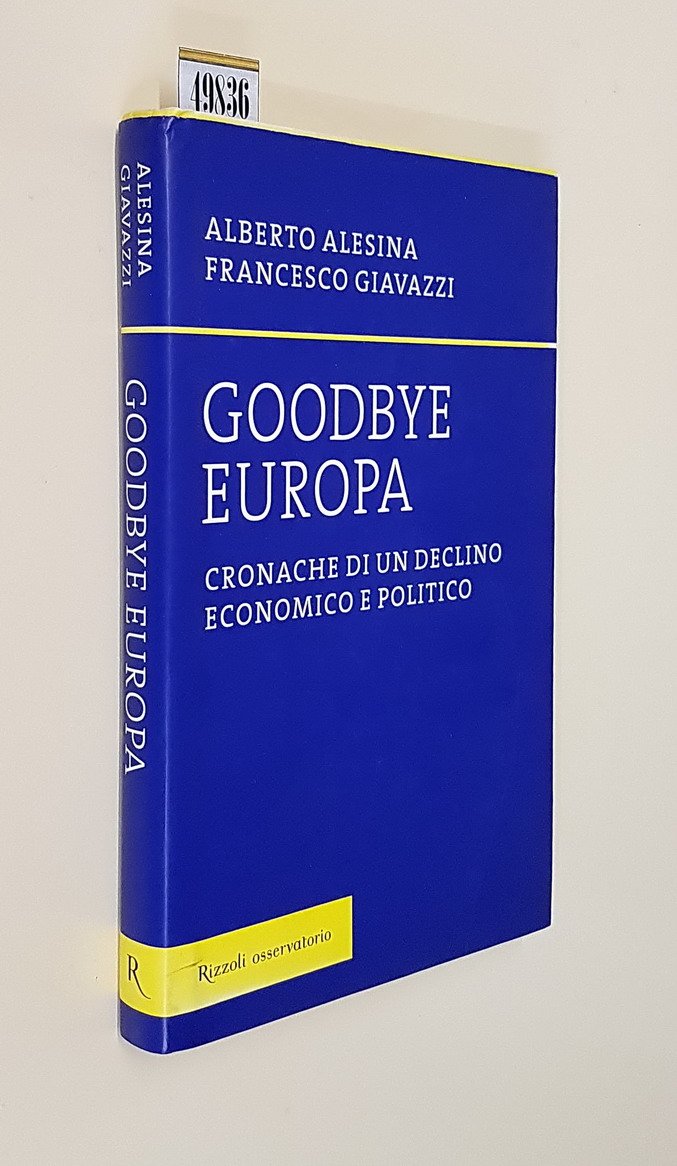 49836
ALESINA
GIAVAZZI
GOODBYE EUROPA
R
ALBERTO ALESINA
FRANCESCO GIAVAZZI
GOODBYE
EUROPA
CRONACHE DI UN DECLINO
ECONOMICO E POLITICO
Rizzoli osservatorio